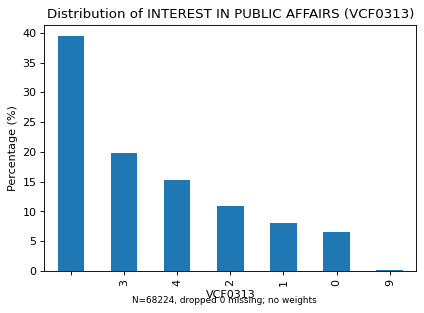 Distribution of INTEREST IN PUBLIC AFFAIRS (VCF0313)
Percentage (%)
40
35
30
25
20
15
10
5
0
3 4 2 1 0 9
VCF0313
N=68224, dropped 0 missing; no weights